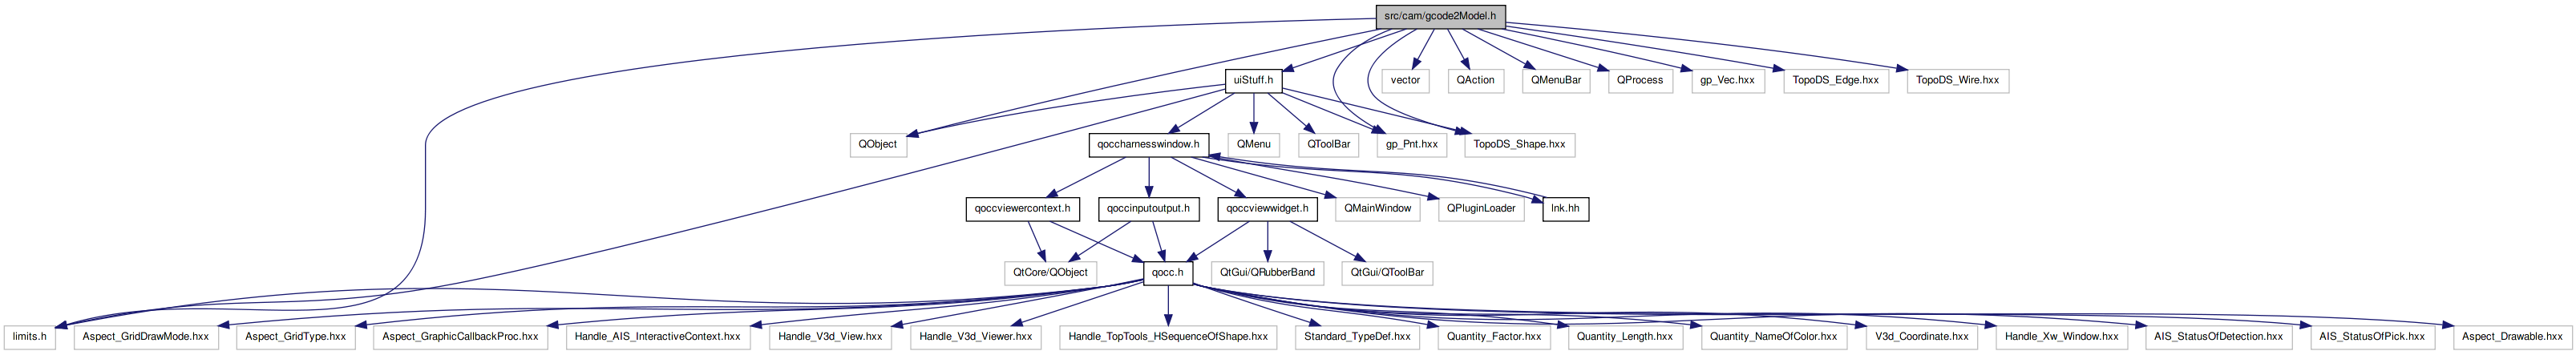 src/cam/gcode2Model.h
uiStuff.h
vector
QAction
QMenuBar
QProcess
gp_Vec.hxx
TopoDS_Edge.hxx
TopoDS_Wire.hxx
QObject
qoccharnesswindow.h
QMenu
QToolBar
gp_Pnt.hxx
TopoDS_Shape.hxx
qoccviewercontext.h
qoccinputoutput.h
qoccviewwidget.h
QMainWindow
QPluginLoader
lnk.hh
QtCore/QObject
qocc.h
QtGui/QRubberBand
QtGui/QToolBar
limits.h
Aspect_GridDrawMode.hxx
Aspect_GridType.hxx
Aspect_GraphicCallbackProc.hxx
Handle_AIS_InteractiveContext.hxx
Handle_V3d_View.hxx
Handle_V3d_Viewer.hxx
Handle_TopTools_HSequenceOfShape.hxx
Standard_TypeDef.hxx
Quantity_Factor.hxx
Quantity_Length.hxx
Quantity_NameOfColor.hxx
V3d_Coordinate.hxx
Handle_Xw_Window.hxx
AIS_StatusOfDetection.hxx
AIS_StatusOfPick.hxx
Aspect_Drawable.hxx